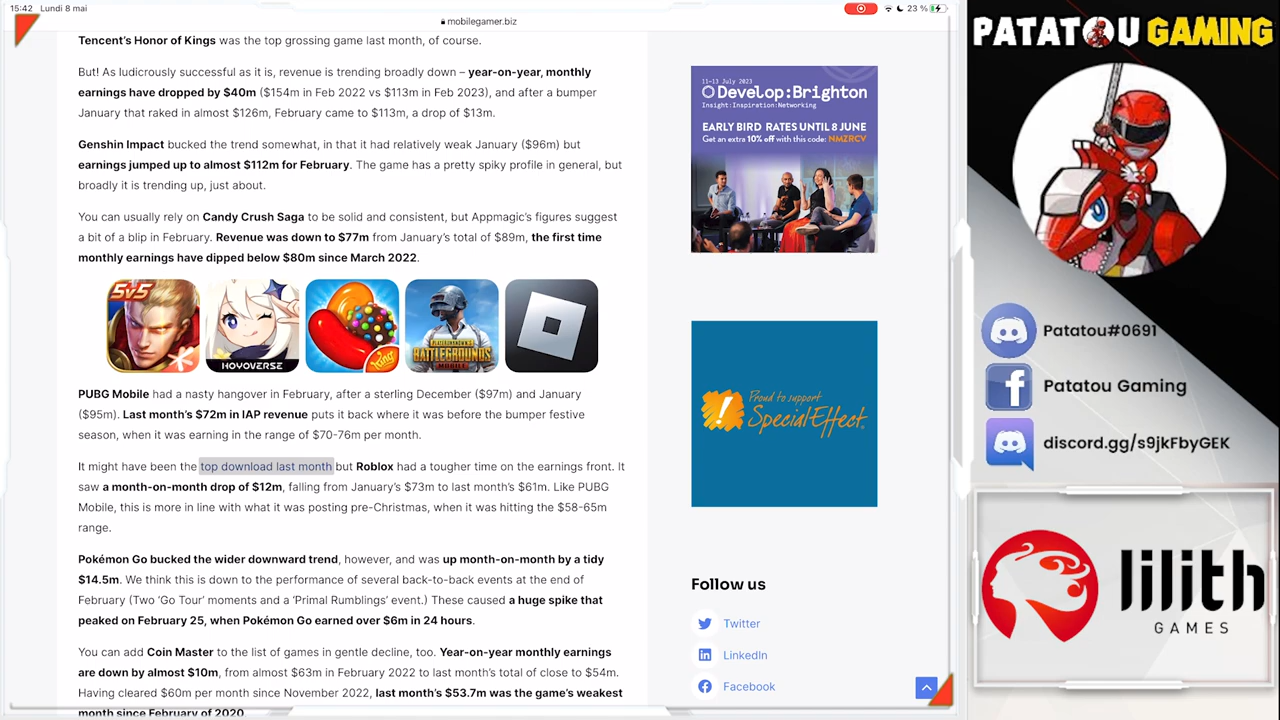 15:42 Lundi 8 mai
23 %
mobilegamer.biz
Tencent's Honor of Kings was the top grossing game last month, of course.
But! As ludicrously successful as it is, revenue is trending broadly down – year-on-year, monthly
earnings have dropped by $40m ($154m in Feb 2022 vs $113m in Feb 2023), and after a bumper
January that raked in almost $126m, February came to $113m, a drop of $13m.
Genshin Impact bucked the trend somewhat, in that it had relatively weak January ($96m) but
earnings jumped up to almost $112m for February. The game has a pretty spiky profile in general, but
broadly it is trending up, just about.
You can usually rely on Candy Crush Saga to be solid and consistent, but Appmagic's figures suggest
a bit of a blip in February. Revenue was down to $77m from January's total of $89m, the first time
monthly earnings have dipped below $80m since March 2022.
5v5
HOYOVERSE
King
BATTLEGROUNDS
PUBG Mobile had a nasty hangover in February, after a sterling December ($97m) and January
($95m). Last month's $72m in IAP revenue puts it back where it was before the bumper festive
season, when it was earning in the range of $70-76m per month.
It might have been the top download last month but Roblox had a tougher time on the earnings front. It
saw a month-on-month drop of $12m, falling from January's $73m to last month's $61m. Like PUBG
Mobile, this is more in line with what it was posting pre-Christmas, when it was hitting the $58-65m
range.
Pokémon Go bucked the wider downward trend, however, and was up month-on-month by a tidy
$14.5m. We think this is down to the performance of several back-to-back events at the end of
February (Two 'Go Tour' moments and a 'Primal Rumblings' event.) These caused a huge spike that
peaked on February 25, when Pokémon Go earned over $6m in 24 hours.
You can add Coin Master to the list of games in gentle decline, too. Year-on-year monthly earnings
are down by almost $10m, from almost $63m in February 2022 to last month's total of close to $54m.
Having cleared $60m per month since November 2022, last month's $53.7m was the game's weakest
month since February of 2020
11-13 July 2023
Develop:Brighton
Insight:Inspiration:Networking
EARLY BIRD RATES UNTIL 8 JUNE
Get an extra 10% off with this code: NMZRCV
Proud to support
SpecialEffect
Follow us
Twitter
LinkedIn
Facebook
PATATOU GAMING
Patatou#0691
Patatou Gaming
discord.gg/s9jkFbyGEK
lilith
GAMES